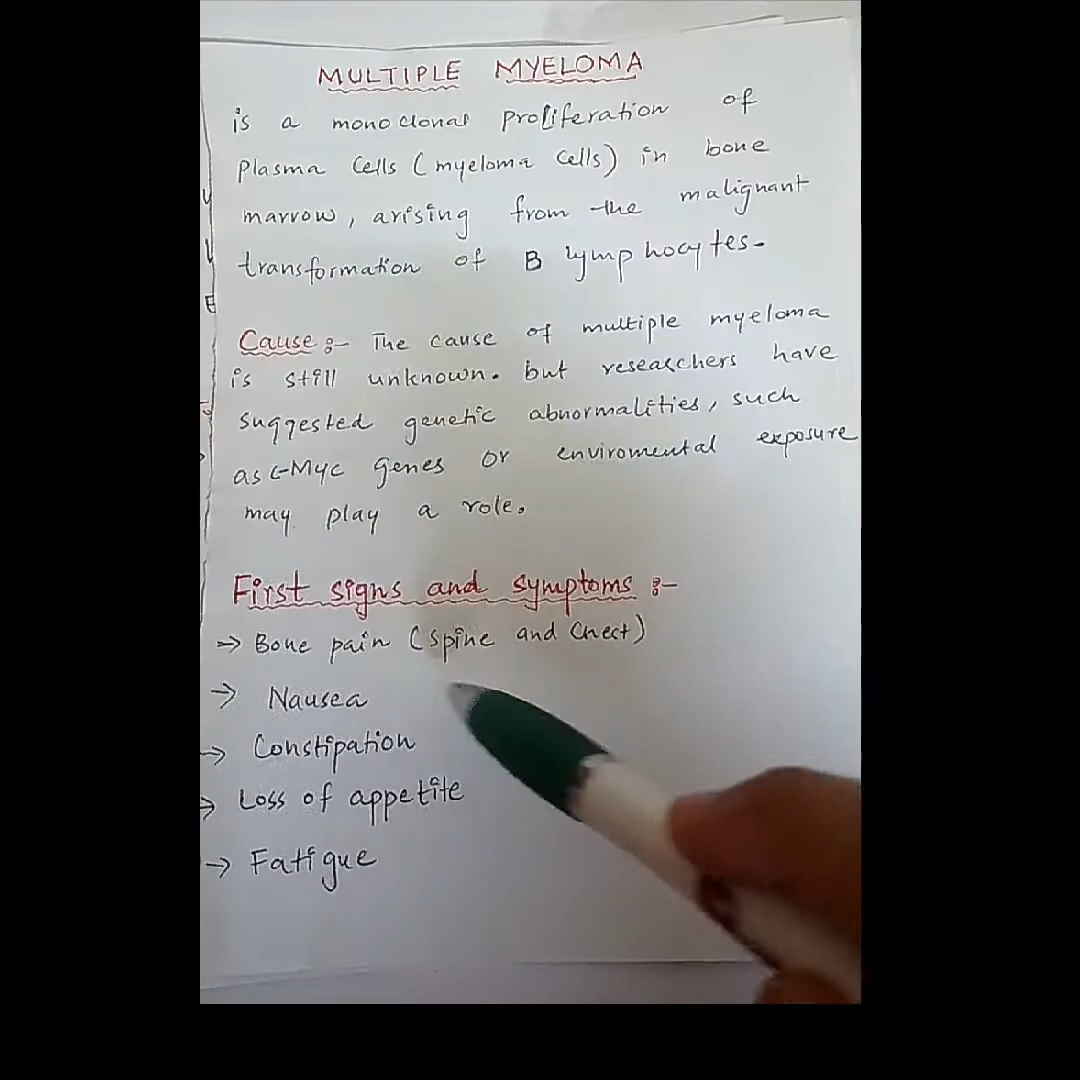 MULTIPLE MYELOMA
is a monoclonal proliferation of
plasma cells (myeloma cells) in bone
marrow, arising from the malignant
transformation of B lymphocytes.
Cause :- The cause of multiple myeloma
is still unknown. but researchers have
suggested genetic abnormalities, such
as c-Myc genes or enviromental exposure
may play a role.
First signs and symptoms :-
→ Bone pain (spine and chest)
→ Nausea
→ Constipation
→ Loss of appetite
→ Fatigue